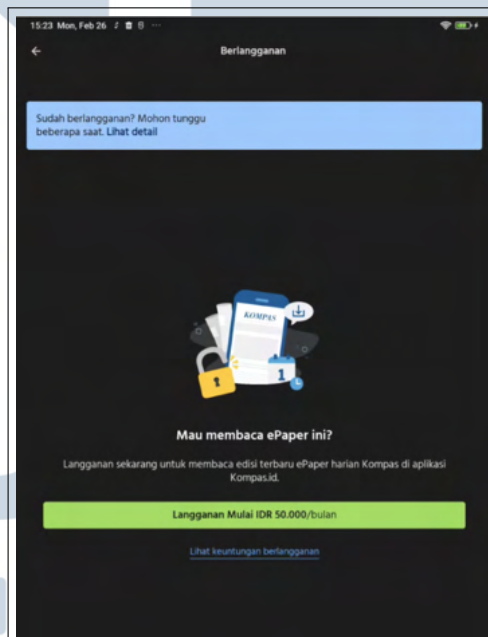 15:23 Mon, Feb 26
Berlangganan
Sudah berlangganan? Mohon tunggu
beberapa saat. Lihat detail
KOMPAS
1
Mau membaca ePaper ini?
Langganan sekarang untuk membaca edisi terbaru ePaper harian Kompas di aplikasi
Kompas.id.
Langganan Mulai IDR 50.000/bulan
Lihat keuntungan berlangganan